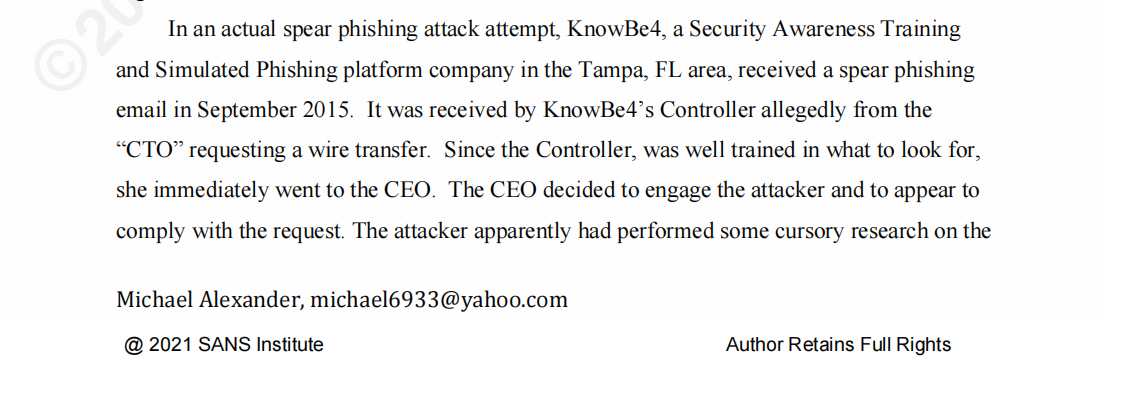 ©20
In an actual spear phishing attack attempt, KnowBe4, a Security Awareness Training
and Simulated Phishing platform company in the Tampa, FL area, received a spear phishing
email in September 2015.  It was received by KnowBe4’s Controller allegedly from the
“CTO” requesting a wire transfer.  Since the Controller, was well trained in what to look for,
she immediately went to the CEO.  The CEO decided to engage the attacker and to appear to
comply with the request. The attacker apparently had performed some cursory research on the
Michael Alexander, michael6933@yahoo.com
@ 2021 SANS Institute
Author Retains Full Rights